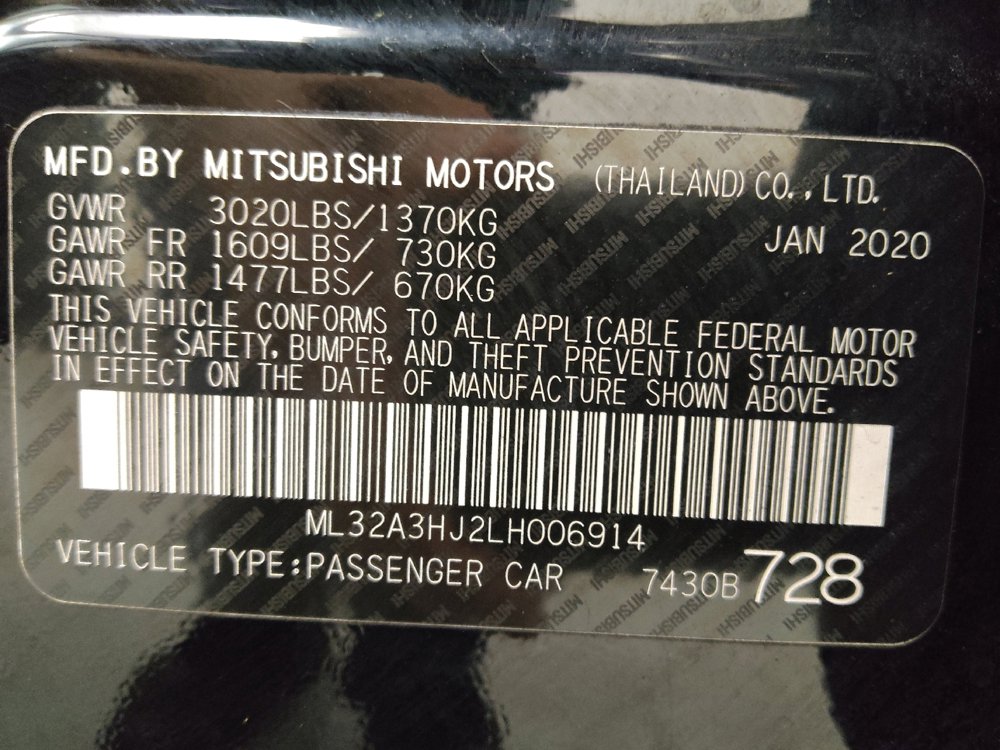 MFD.BY MITSUBISHI MOTORS (THAILAND) CO., LTD.
GVWR 3020LBS/1370KG JAN 2020
GAWR FR 1609LBS/ 730KG
GAWR RR 1477LBS/ 670KG
THIS VEHICLE CONFORMS TO ALL APPLICABLE FEDERAL MOTOR
VEHICLE SAFETY, BUMPER, AND THEFT PREVENTION STANDARDS
IN EFFECT ON THE DATE OF MANUFACTURE SHOWN ABOVE.
ML32A3HJ2LH006914
VEHICLE TYPE:PASSENGER CAR 7430B 728